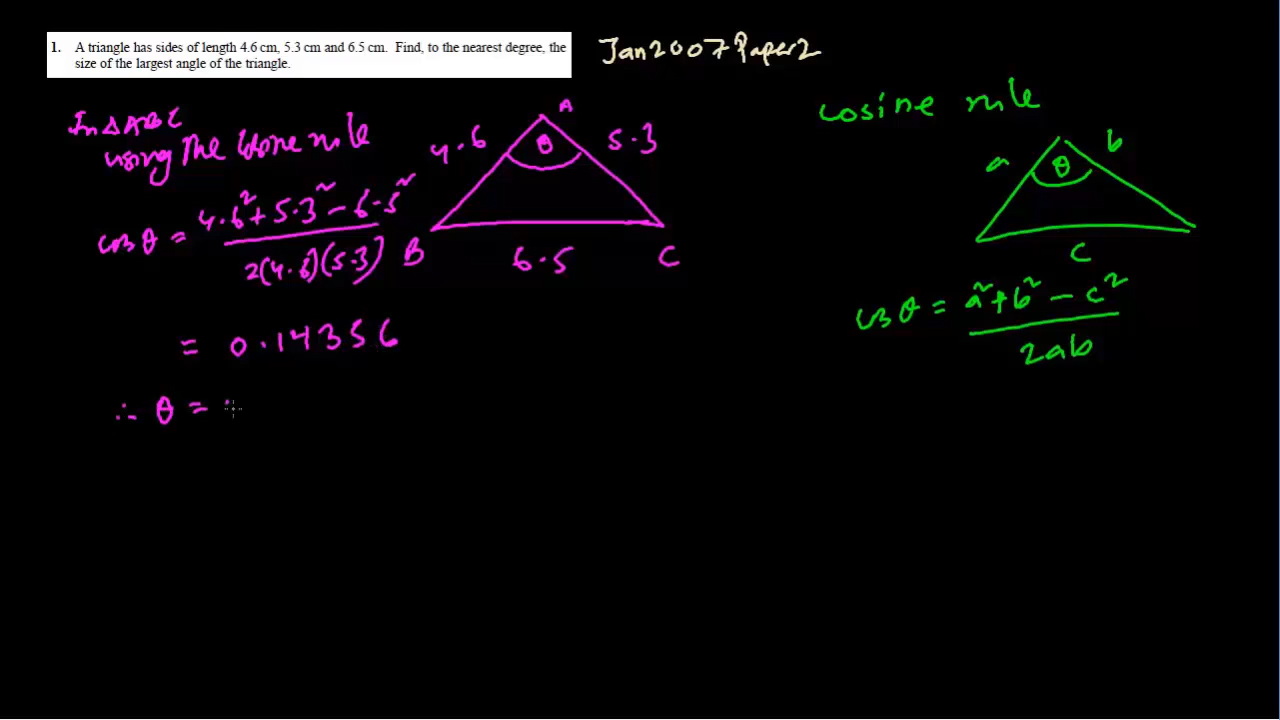 1. A triangle has sides of length 4.6 cm, 5.3 cm and 6.5 cm. Find, to the nearest degree, the
size of the largest angle of the triangle.
Jan2007Paper2
In △ABC
using The cosine rule
cos θ = 4.6² + 5.3² - 6.5² / 2(4.6)(5.3)
= 0.14356
∴ θ =
A
4.6 θ 5.3
B 6.5 C
cosine rule
a θ b
c
cos θ = a² + b² - c² / 2ab